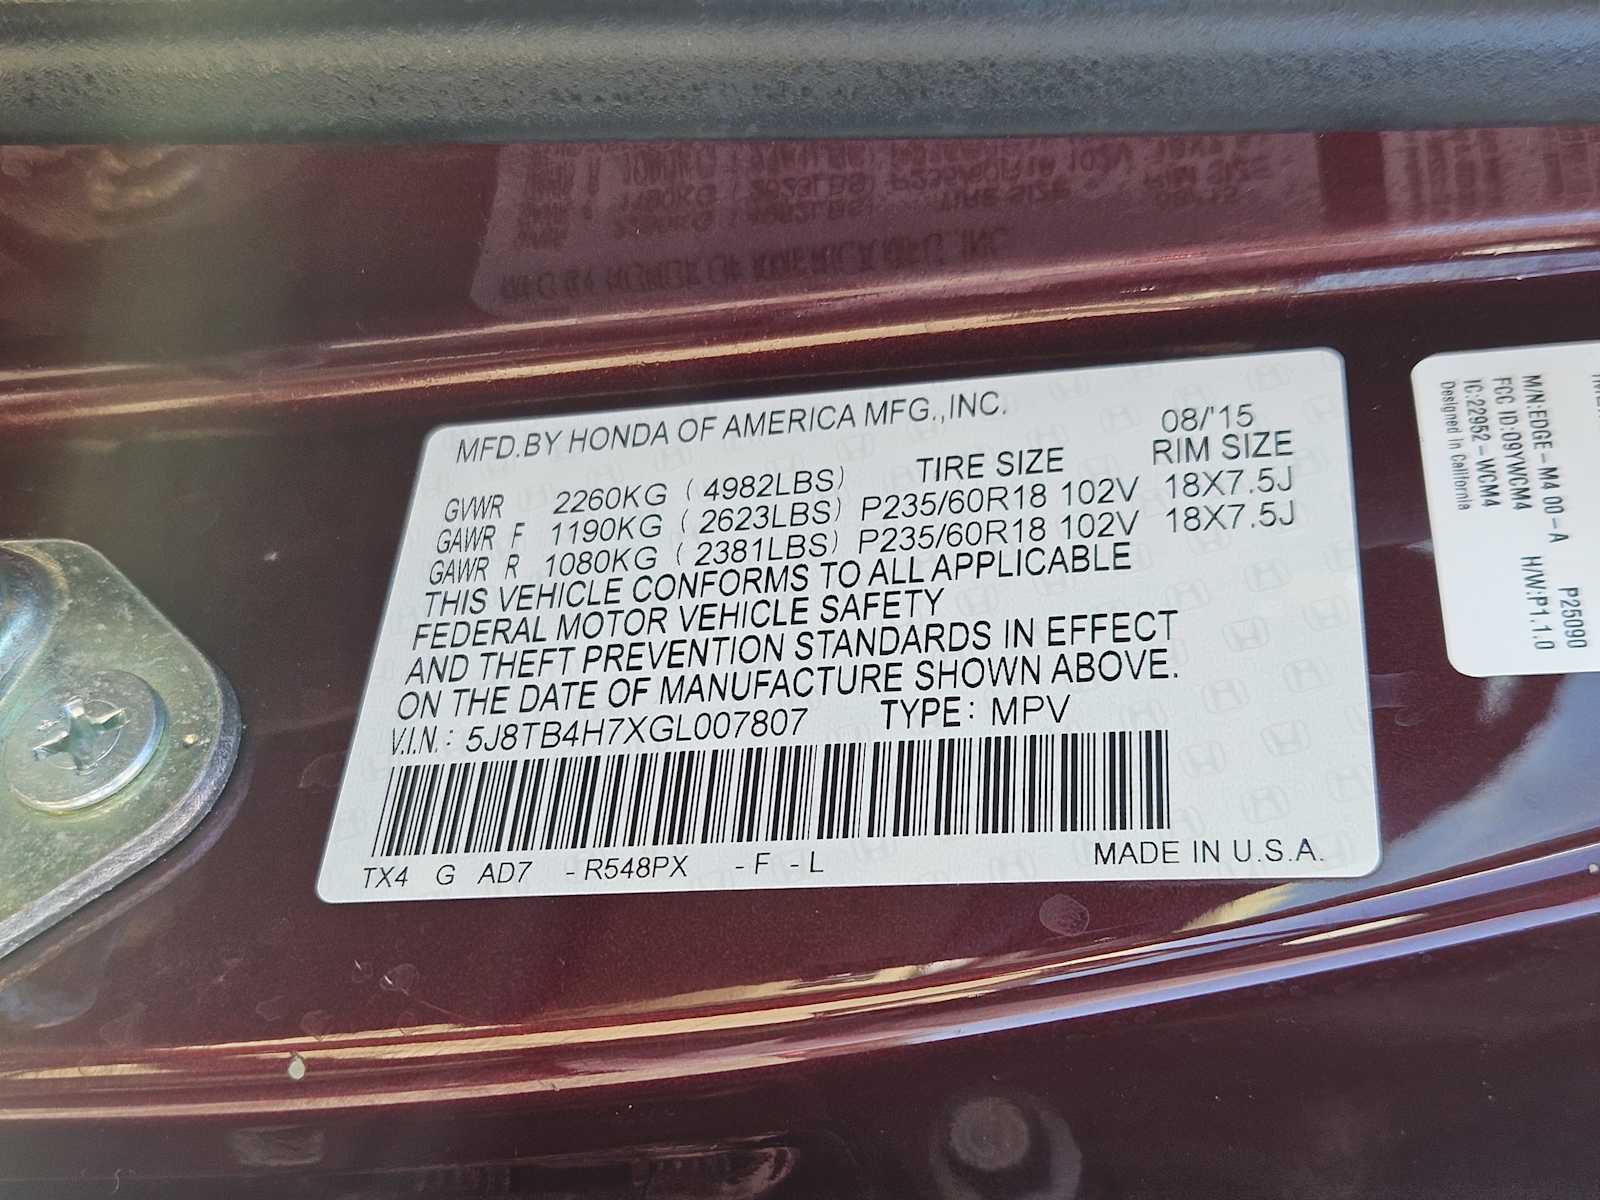 MFD.BY HONDA OF AMERICA MFG.,INC. 08/'15
GVWR 2260KG ( 4982LBS) TIRE SIZE RIM SIZE
GAWR F 1190KG ( 2623LBS) P235/60R18 102V 18X7.5J
GAWR R 1080KG ( 2381LBS) P235/60R18 102V 18X7.5J
THIS VEHICLE CONFORMS TO ALL APPLICABLE
FEDERAL MOTOR VEHICLE SAFETY
AND THEFT PREVENTION STANDARDS IN EFFECT
ON THE DATE OF MANUFACTURE SHOWN ABOVE.
V.I.N.: 5J8TB4H7XGL007807 TYPE: MPV
TX4 G AD7 -R548PX -F -L MADE IN U.S.A.
P25090
M/N:EDGE-M4 00-A H/W:P1.1.0
FCC ID:09YWCM4
IC:22952-WCM4
Designed in California